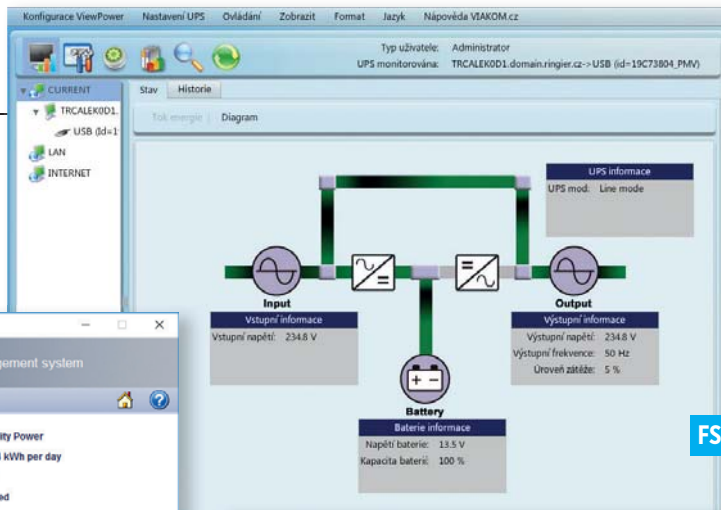 Konfigurace ViewPower Nastavení UPS Ovládání Zobrazit Format Jazyk Nápověda VIAKOM.cz
Typ uživatele: Administrator
UPS monitorována: TRCALEK0D1.domain.ringier.cz->USB (id=19C73804_PMV)
CURRENT
TRCALEK0D1.
USB (Id=1
LAN
INTERNET
Stav Historie
Tok energie Diagram
UPS informace
UPS mod: Line mode
Input
Vstupní informace
Vstupní napětí: 234.8 V
Output
Výstupní informace
Výstupní napětí: 234.8 V
Výstupní frekvence: 50 Hz
Úroveň zátěže: 5 %
Battery
Baterie informace
Napětí baterie: 13.5 V
Kapacita baterií: 100 %
gement system
ity Power
kWh per day
ed
FS